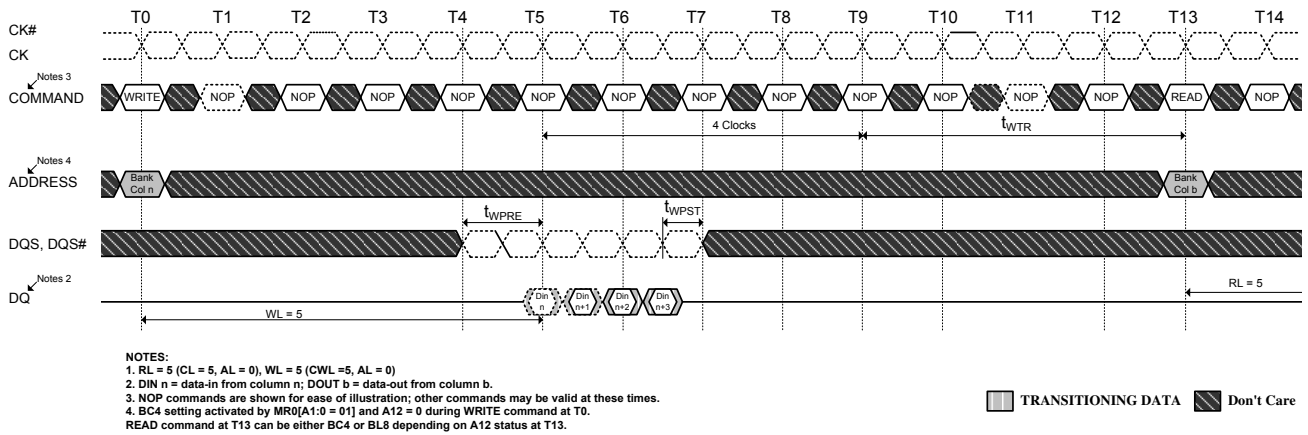 T0 T1 T2 T3 T4 T5 T6 T7 T8 T9 T10 T11 T12 T13 T14
CK#
CK
Notes 3
COMMAND WRITE NOP NOP NOP NOP NOP NOP NOP NOP NOP NOP NOP NOP READ NOP
4 Clocks tWTR
Notes 4
ADDRESS Bank Col n Bank Col b
tWPRE tWPST
DQS, DQS#
Notes 2
DQ Din n Din n+1 Din n+2 Din n+3 RL = 5
WL = 5
NOTES:
1. RL = 5 (CL = 5, AL = 0), WL = 5 (CWL =5, AL = 0)
2. DIN n = data-in from column n; DOUT b = data-out from column b.
3. NOP commands are shown for ease of illustration; other commands may be valid at these times.
4. BC4 setting activated by MR0[A1:0 = 01] and A12 = 0 during WRITE command at T0.
READ command at T13 can be either BC4 or BL8 depending on A12 status at T13.
TRANSITIONING DATA Don't Care